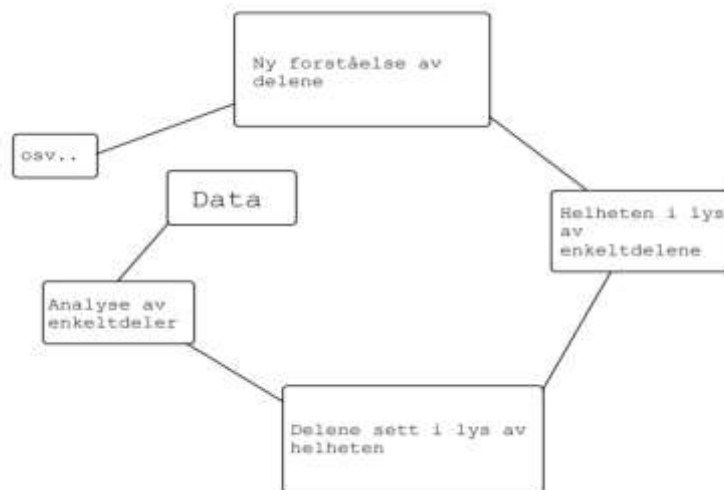 Ny forståelse av
delene
osv..
Data
Helheten i lys
av
enkeltdelene
Analyse av
enkeltdeler
Delene sett i lys av
helheten